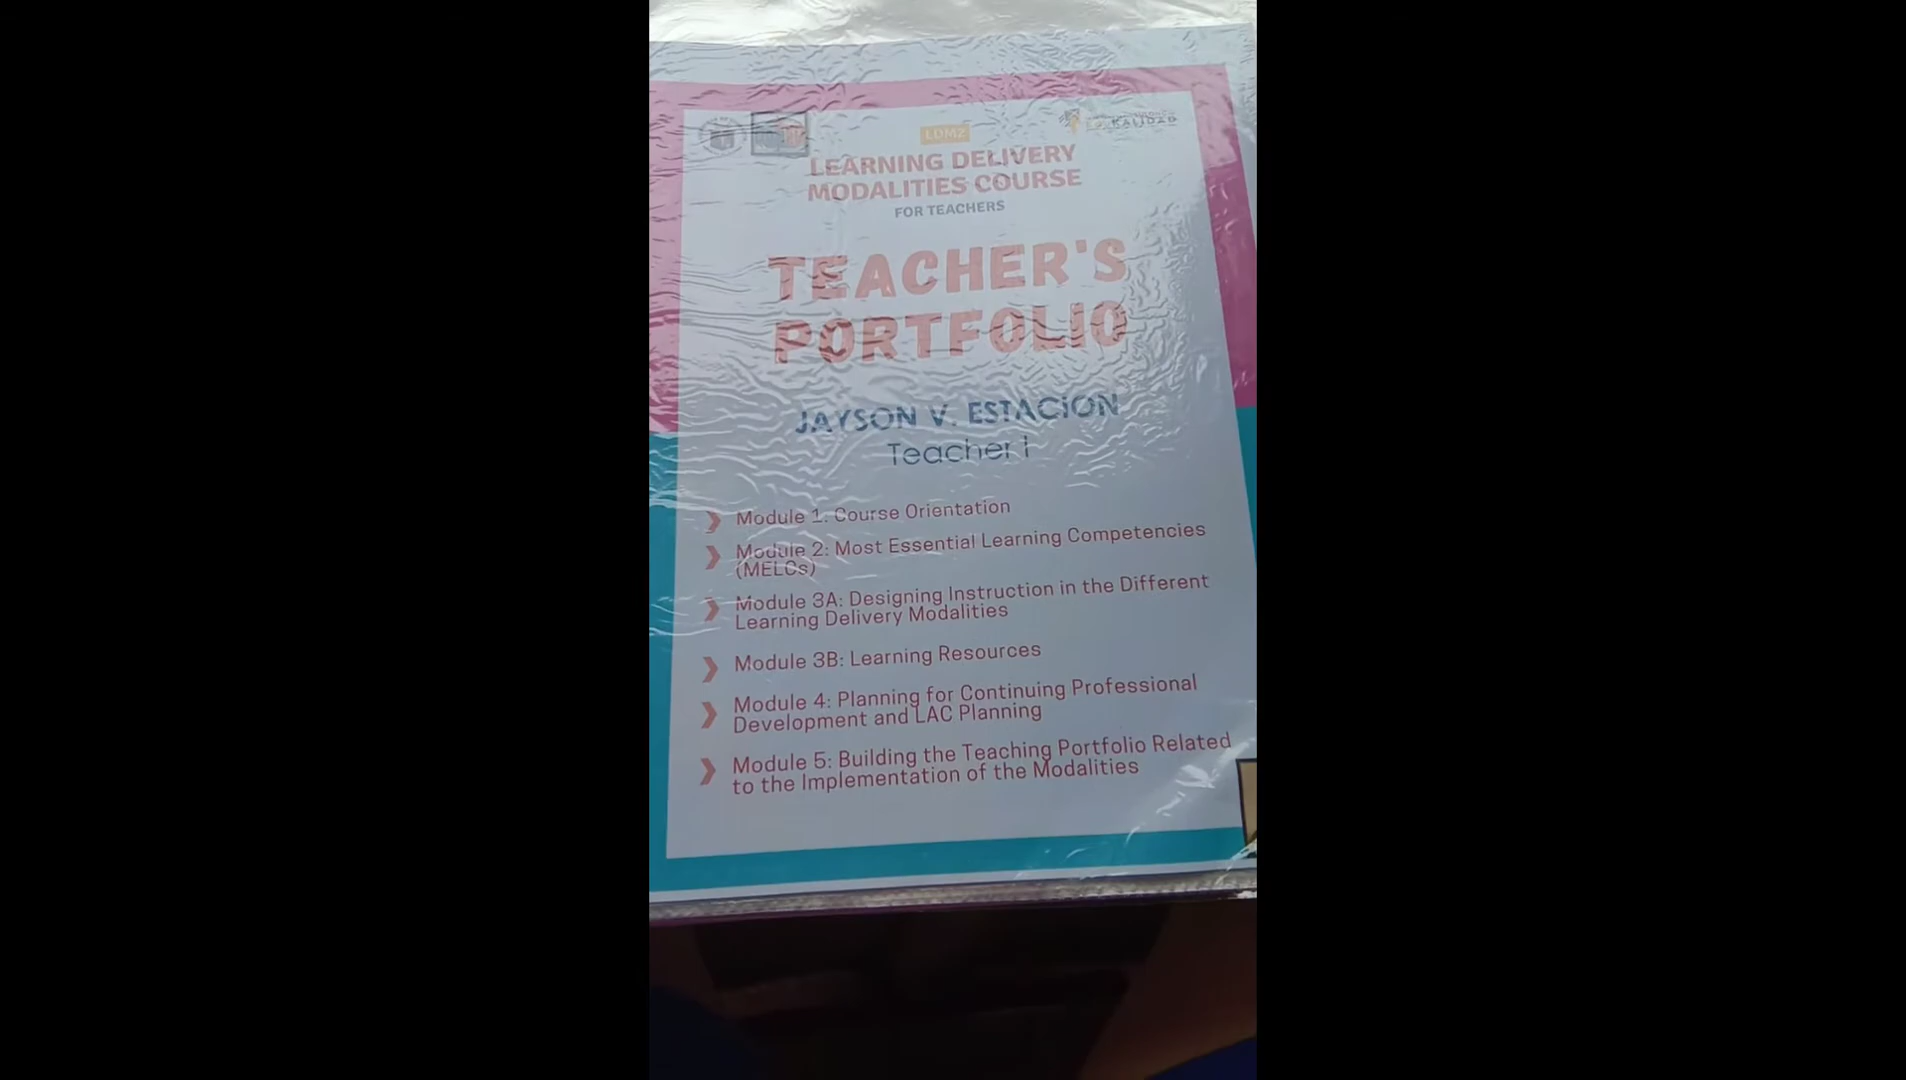 LDM2
KALIDAD
LEARNING DELIVERY
MODALITIES COURSE
FOR TEACHERS
TEACHER'S
PORTFOLIO
JAYSON V. ESTACION
Teacher I
Module 1: Course Orientation
Module 2: Most Essential Learning Competencies
(MELCs)
Module 3A: Designing Instruction in the Different
Learning Delivery Modalities
Module 3B: Learning Resources
Module 4: Planning for Continuing Professional
Development and LAC Planning
Module 5: Building the Teaching Portfolio Related
to the Implementation of the Modalities